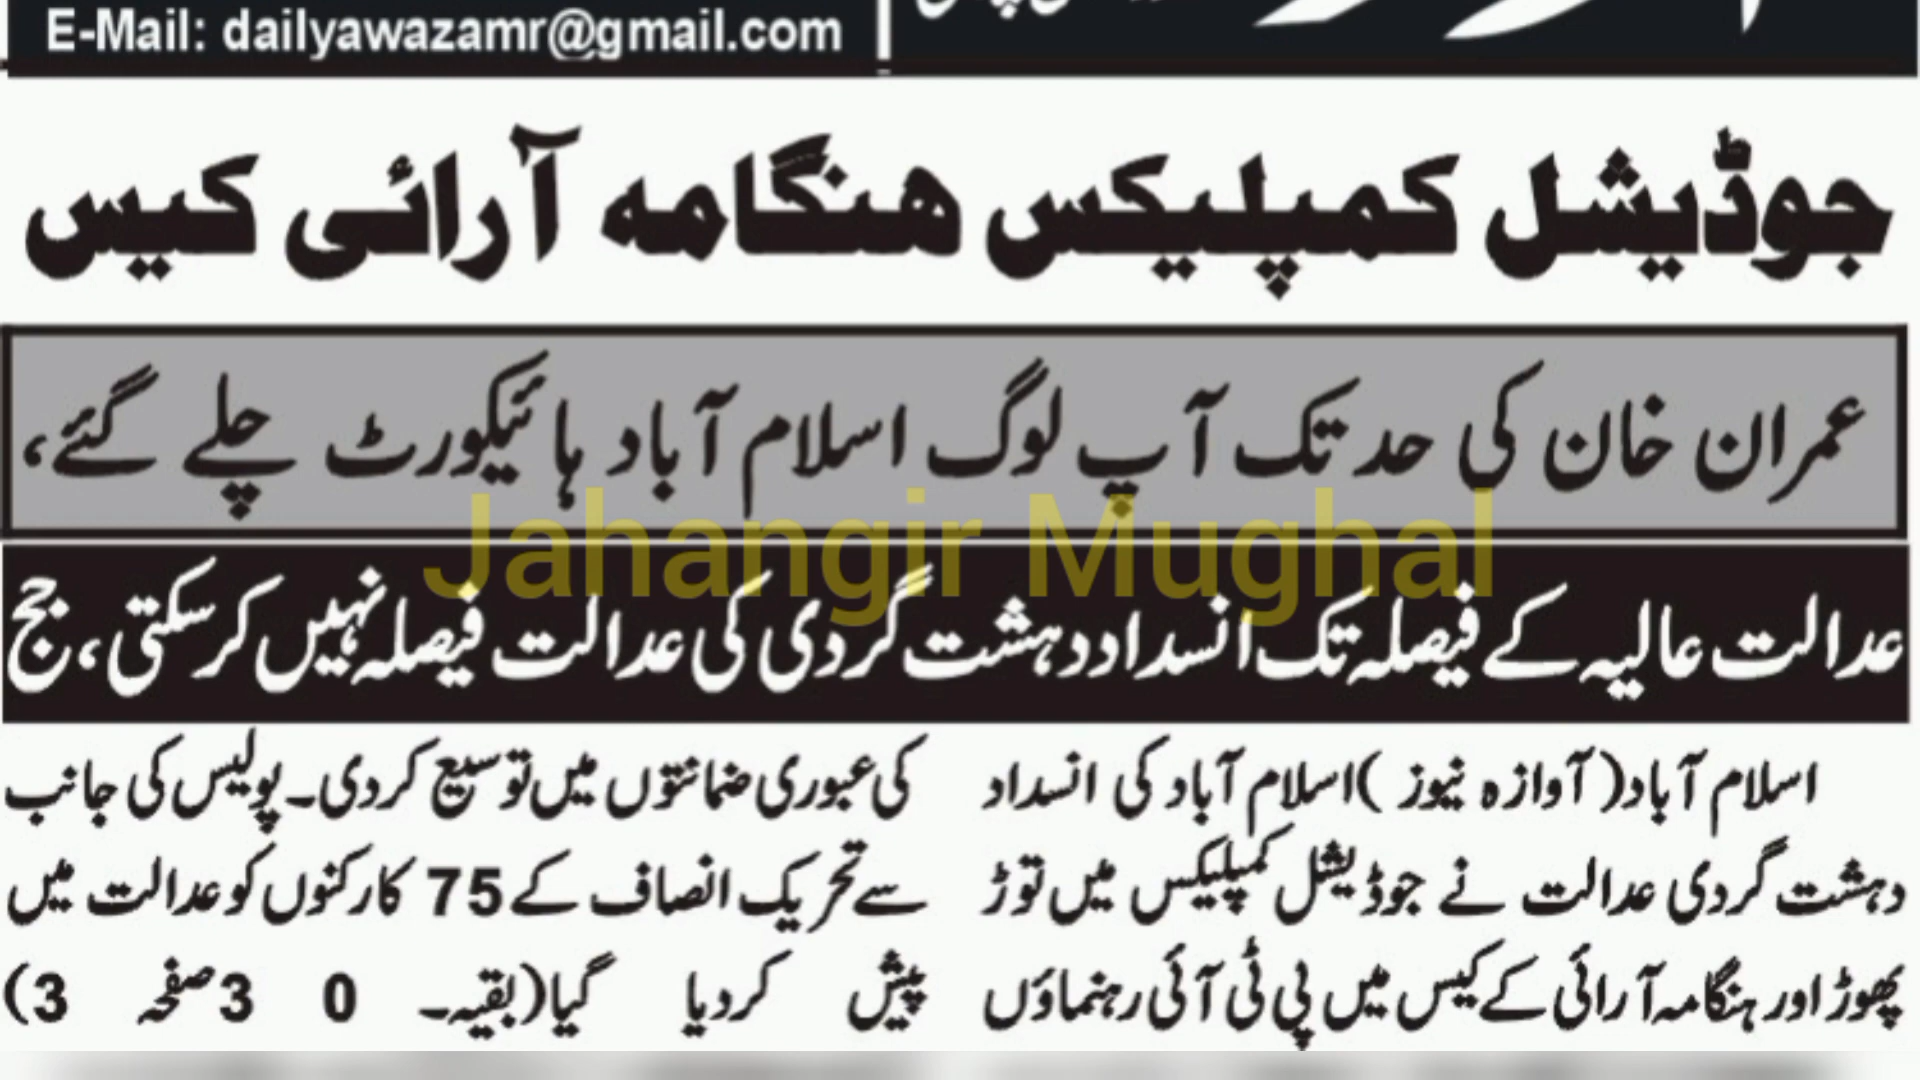 E-Mail: dailyawazamr@gmail.com
جوڈیشل کمپلیکس ھنگامہ آرائی کیس
عمران خان کی حد تک آپ لوگ اسلام آباد ہائیکورٹ چلے گئے،
Jahangir Mughal
عدالت عالیہ کے فیصلہ تک انسداد دہشت گردی کی عدالت فیصلہ نہیں کرسکتی، جج
اسلام آباد (آوازہ نیوز) اسلام آباد کی انسداد
دہشت گردی عدالت نے جوڈیشل کمپلیکس میں توڑ
پھوڑ اور ہنگامہ آرائی کے کیس میں پی ٹی آئی رہنماؤں
کی عبوری ضمانتوں میں توسیع کردی۔ پولیس کی جانب
سے تحریک انصاف کے 75 کارکنوں کو عدالت میں
پیش کردیا گیا (بقیہ۔ 0 3 صفحہ 3)